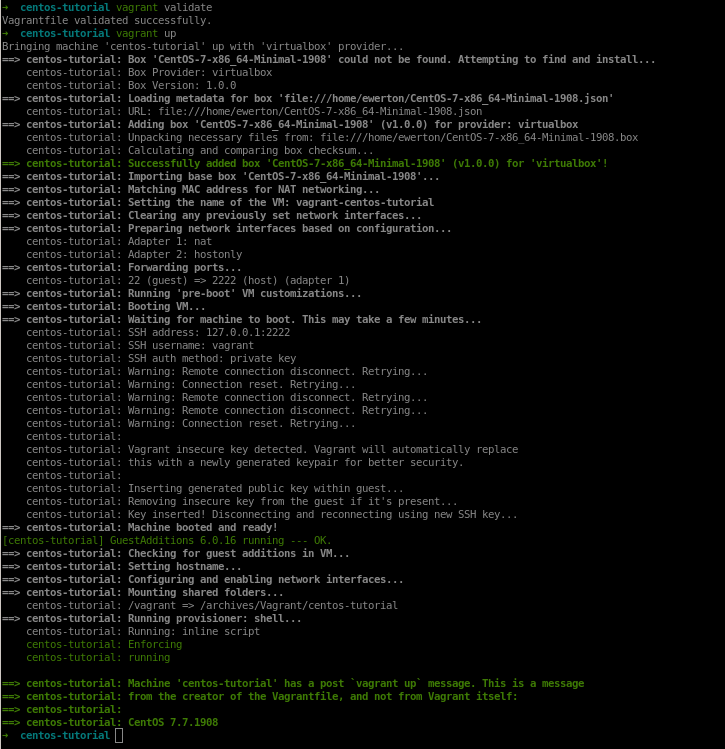 → centos-tutorial vagrant validate
Vagrantfile validated successfully.
→ centos-tutorial vagrant up
Bringing machine 'centos-tutorial' up with 'virtualbox' provider...
==> centos-tutorial: Box 'CentOS-7-x86_64-Minimal-1908' could not be found. Attempting to find and install...
    centos-tutorial: Box Provider: virtualbox
    centos-tutorial: Box Version: 1.0.0
==> centos-tutorial: Loading metadata for box 'file:///home/ewerton/CentOS-7-x86_64-Minimal-1908.json'
    centos-tutorial: URL: file:///home/ewerton/CentOS-7-x86_64-Minimal-1908.json
==> centos-tutorial: Adding box 'CentOS-7-x86_64-Minimal-1908' (v1.0.0) for provider: virtualbox
    centos-tutorial: Unpacking necessary files from: file:///home/ewerton/CentOS-7-x86_64-Minimal-1908.box
    centos-tutorial: Calculating and comparing box checksum...
==> centos-tutorial: Successfully added box 'CentOS-7-x86_64-Minimal-1908' (v1.0.0) for 'virtualbox'!
==> centos-tutorial: Importing base box 'CentOS-7-x86_64-Minimal-1908'...
==> centos-tutorial: Matching MAC address for NAT networking...
==> centos-tutorial: Setting the name of the VM: vagrant-centos-tutorial
==> centos-tutorial: Clearing any previously set network interfaces...
==> centos-tutorial: Preparing network interfaces based on configuration...
    centos-tutorial: Adapter 1: nat
    centos-tutorial: Adapter 2: hostonly
==> centos-tutorial: Forwarding ports...
    centos-tutorial: 22 (guest) => 2222 (host) (adapter 1)
==> centos-tutorial: Running 'pre-boot' VM customizations...
==> centos-tutorial: Booting VM...
==> centos-tutorial: Waiting for machine to boot. This may take a few minutes...
    centos-tutorial: SSH address: 127.0.0.1:2222
    centos-tutorial: SSH username: vagrant
    centos-tutorial: SSH auth method: private key
    centos-tutorial: Warning: Remote connection disconnect. Retrying...
    centos-tutorial: Warning: Connection reset. Retrying...
    centos-tutorial: Warning: Remote connection disconnect. Retrying...
    centos-tutorial: Warning: Remote connection disconnect. Retrying...
    centos-tutorial: Warning: Connection reset. Retrying...
    centos-tutorial:
    centos-tutorial: Vagrant insecure key detected. Vagrant will automatically replace
    centos-tutorial: this with a newly generated keypair for better security.
    centos-tutorial:
    centos-tutorial: Inserting generated public key within guest...
    centos-tutorial: Removing insecure key from the guest if it's present...
    centos-tutorial: Key inserted! Disconnecting and reconnecting using new SSH key...
==> centos-tutorial: Machine booted and ready!
[centos-tutorial] GuestAdditions 6.0.16 running --- OK.
==> centos-tutorial: Checking for guest additions in VM...
==> centos-tutorial: Setting hostname...
==> centos-tutorial: Configuring and enabling network interfaces...
==> centos-tutorial: Mounting shared folders...
    centos-tutorial: /vagrant => /archives/Vagrant/centos-tutorial
==> centos-tutorial: Running provisioner: shell...
    centos-tutorial: Running: inline script
    centos-tutorial: Enforcing
    centos-tutorial: running
==> centos-tutorial: Machine 'centos-tutorial' has a post `vagrant up` message. This is a message
==> centos-tutorial: from the creator of the Vagrantfile, and not from Vagrant itself:
==> centos-tutorial:
==> centos-tutorial: CentOS 7.7.1908
→ centos-tutorial